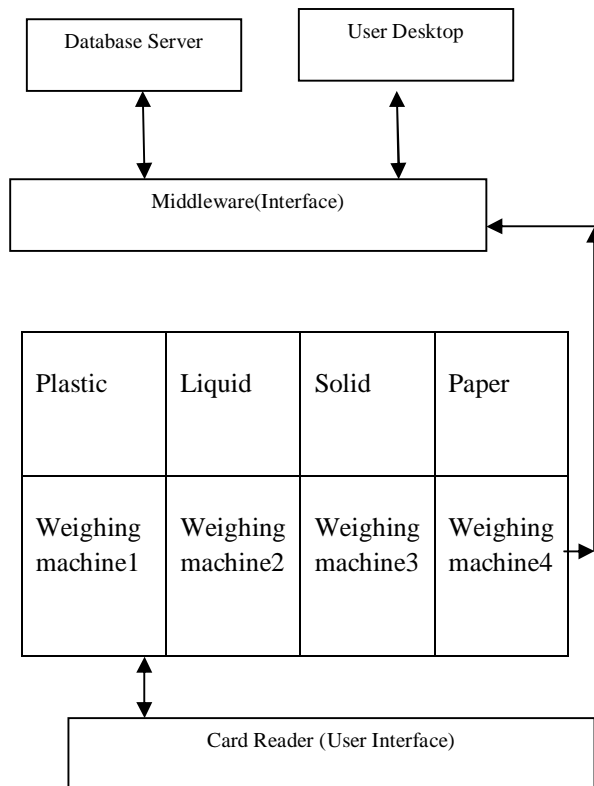 Database Server
User Desktop
Middleware(Interface)
Plastic
Liquid
Solid
Paper
Weighing
machine1
Weighing
machine2
Weighing
machine3
Weighing
machine4
Card Reader (User Interface)